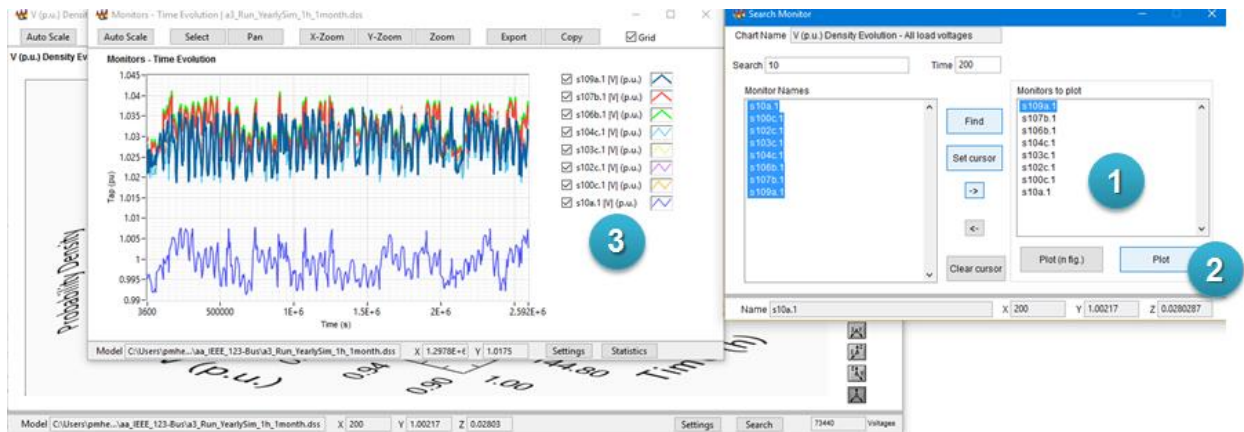 V (p.u.) Densit
Auto Scale
V (p.u.) Density Ev
Probability Density
V (p.u.)
0.94
0.90
1.00
144.80
Time (h)
Model C:\Users\pmhe...\aa_IEEE_123-Bus\a3_Run_YearlySim_1h_1month.dss X 200 Y 1.00217 Z 0.02803 Settings Search 73440 Voltages
Monitors - Time Evolution | a3_Run_YearlySim_1h_1month.dss
Auto Scale Select Pan X-Zoom Y-Zoom Zoom Export Copy Grid
Monitors - Time Evolution
1.045
1.04
1.035
1.03
1.025
1.02
1.015
1.01
1.005
1
0.995
0.99
Tap (pu)
3600 500000 1E+6 1.5E+6 2E+6 2.592E+6
Time (s)
s109a.1 [V] (p.u.)
s107b.1 [V] (p.u.)
s106b.1 [V] (p.u.)
s104c.1 [V] (p.u.)
s103c.1 [V] (p.u.)
s102c.1 [V] (p.u.)
s100c.1 [V] (p.u.)
s10a.1 [V] (p.u.)
3
Model C:\Users\pmhe...\aa_IEEE_123-Bus\a3_Run_YearlySim_1h_1month.dss X 1.2978E+6 Y 1.0175 Settings Statistics
Search Monitor
Chart Name V (p.u.) Density Evolution - All load voltages
Search 10 Time 200
Monitor Names
s10a.1
s100c.1
s102c.1
s103c.1
s104c.1
s106b.1
s107b.1
s109a.1
Find
Set cursor
->
<-
Clear cursor
Monitors to plot
s109a.1
s107b.1
s106b.1
s104c.1
s103c.1
s102c.1
s100c.1
s10a.1
1
Plot (n fig.) Plot
2
Name s10a.1 X 200 Y 1.00217 Z 0.0280287